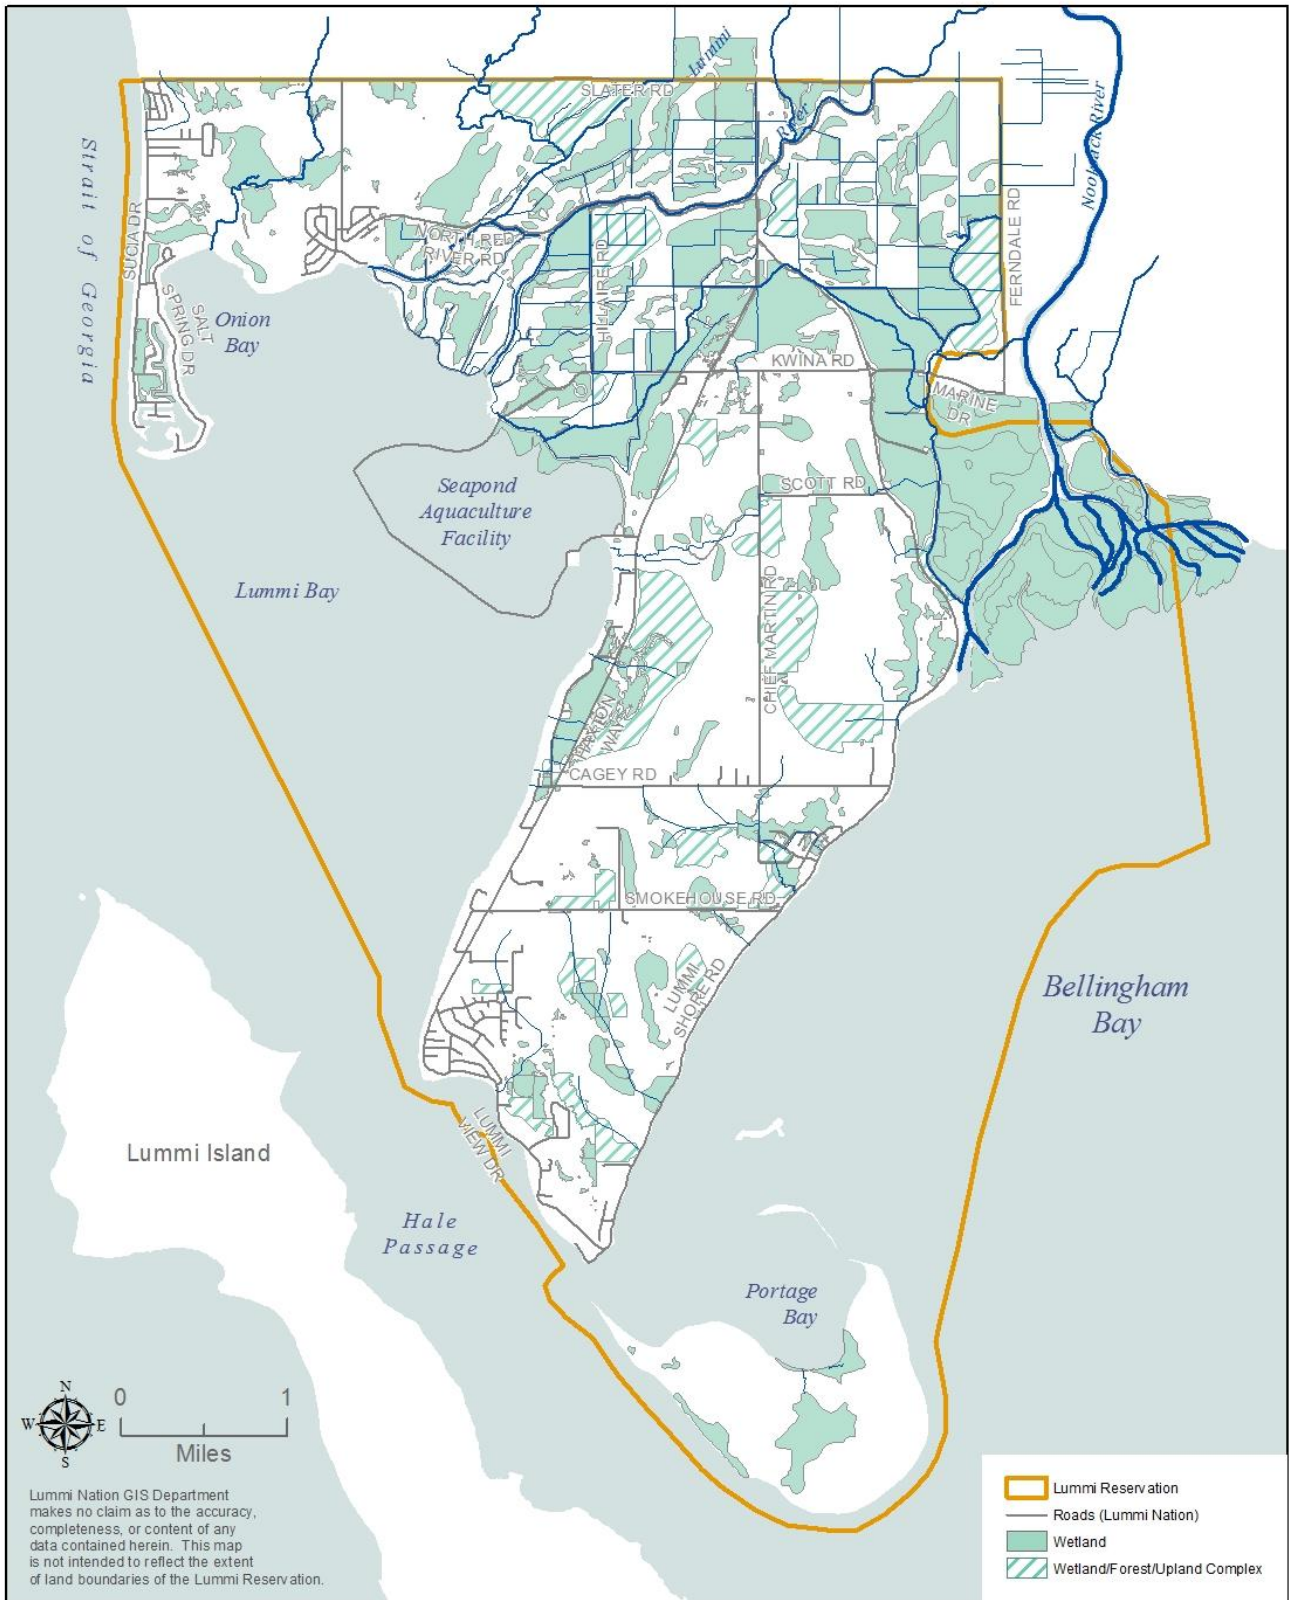 Lummi
SLATER RD
River
Nooksack River
Strait of Georgia
SUCIA DR
NORTH RED
RIVER RD
HILLAIRE RD
FERNDALE RD
SALT
SPRING DR
Onion
Bay
KWINA RD
MARINE
DR
Seapond
Aquaculture
Facility
SCOTT RD
Lummi Bay
CHIEF MARTIN RD
HAXTON
WAY
CAGEY RD
SMOKEHOUSE RD
LUMMI
SHORE RD
Bellingham
Bay
LUMMI
VIEW DR
Lummi Island
Hale
Passage
Portage
Bay
N
W E
S
0 1
Miles
Lummi Nation GIS Department
makes no claim as to the accuracy,
completeness, or content of any
data contained herein. This map
is not intended to reflect the extent
of land boundaries of the Lummi Reservation.
Lummi Reservation
Roads (Lummi Nation)
Wetland
Wetland/Forest/Upland Complex